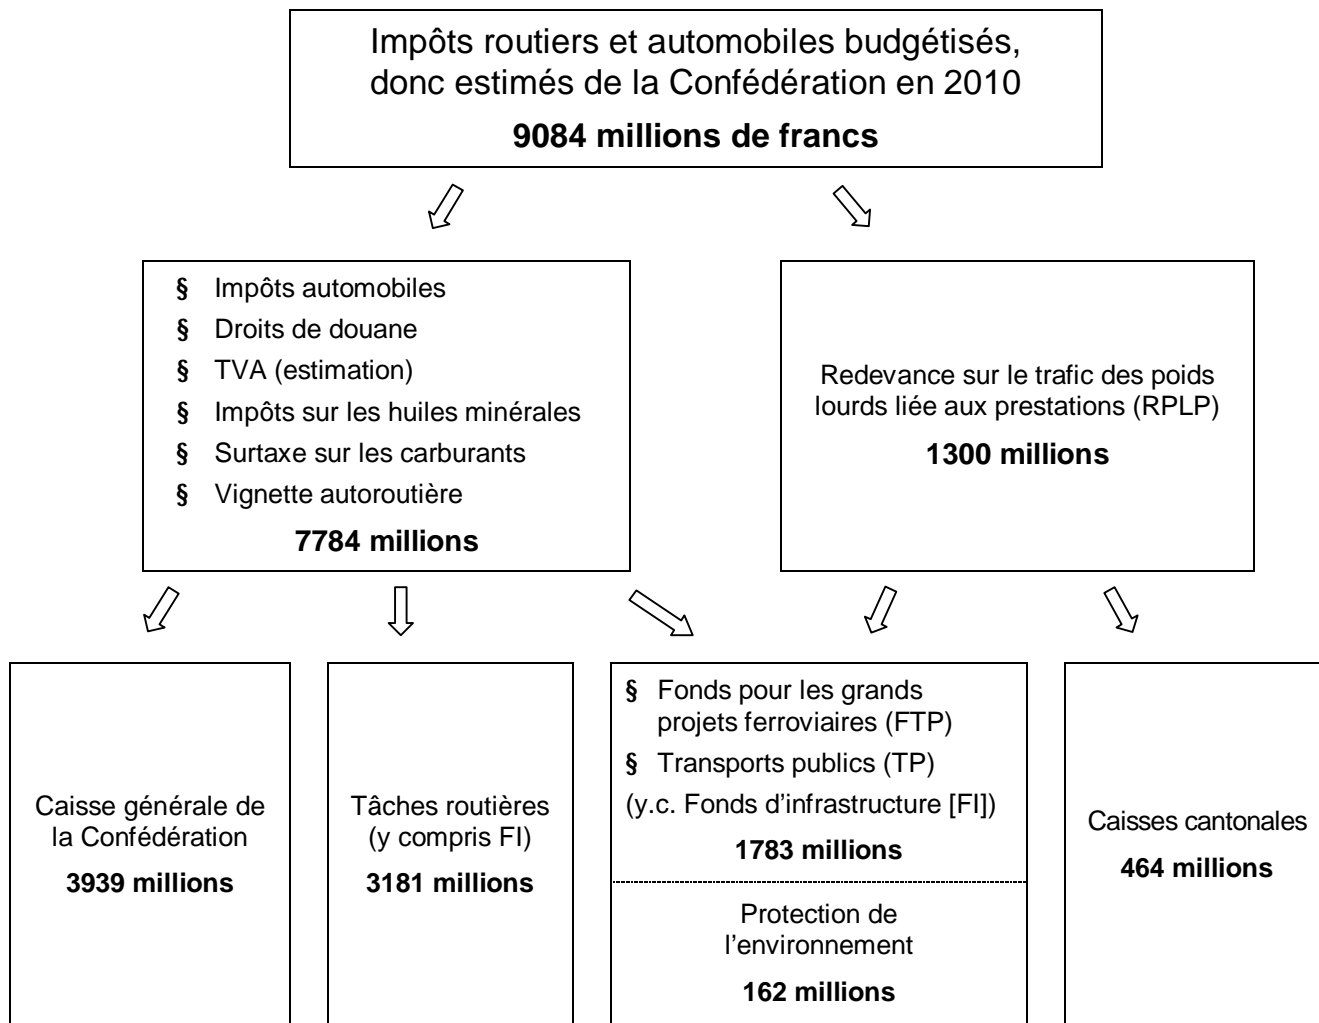 Impôts routiers et automobiles budgétisés,
donc estimés de la Confédération en 2010
9084 millions de francs
§ Impôts automobiles
§ Droits de douane
§ TVA (estimation)
§ Impôts sur les huiles minérales
§ Surtaxe sur les carburants
§ Vignette autoroutière
7784 millions
Redevance sur le trafic des poids
lourds liée aux prestations (RPLP)
1300 millions
Caisse générale de
la Confédération
3939 millions
Tâches routières
(y compris FI)
3181 millions
§ Fonds pour les grands
projets ferroviaires (FTP)
§ Transports publics (TP)
(y.c. Fonds d’infrastructure [FI])
1783 millions
Protection de
l’environnement
162 millions
Caisses cantonales
464 millions